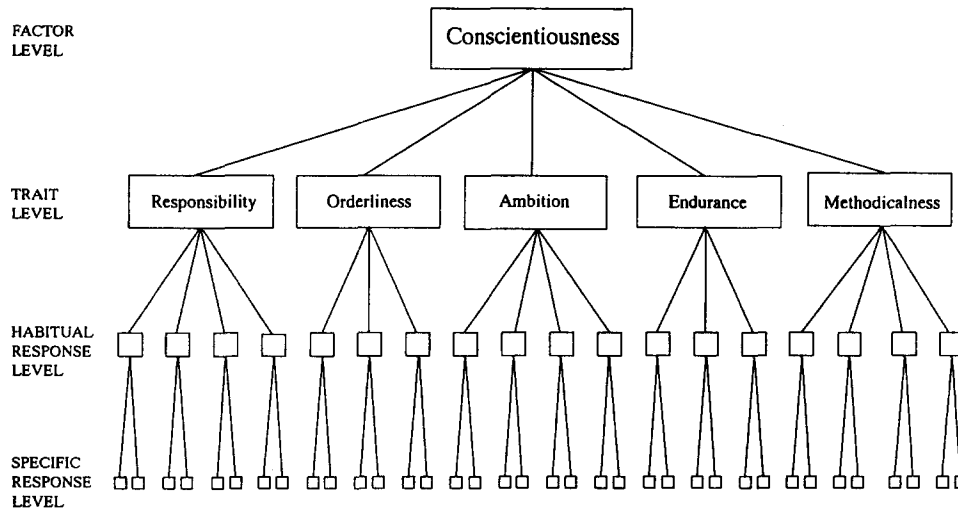 FACTOR
LEVEL
Conscientiousness
TRAIT
LEVEL
Responsibility
Orderliness
Ambition
Endurance
Methodicalness
HABITUAL
RESPONSE
LEVEL
SPECIFIC
RESPONSE
LEVEL